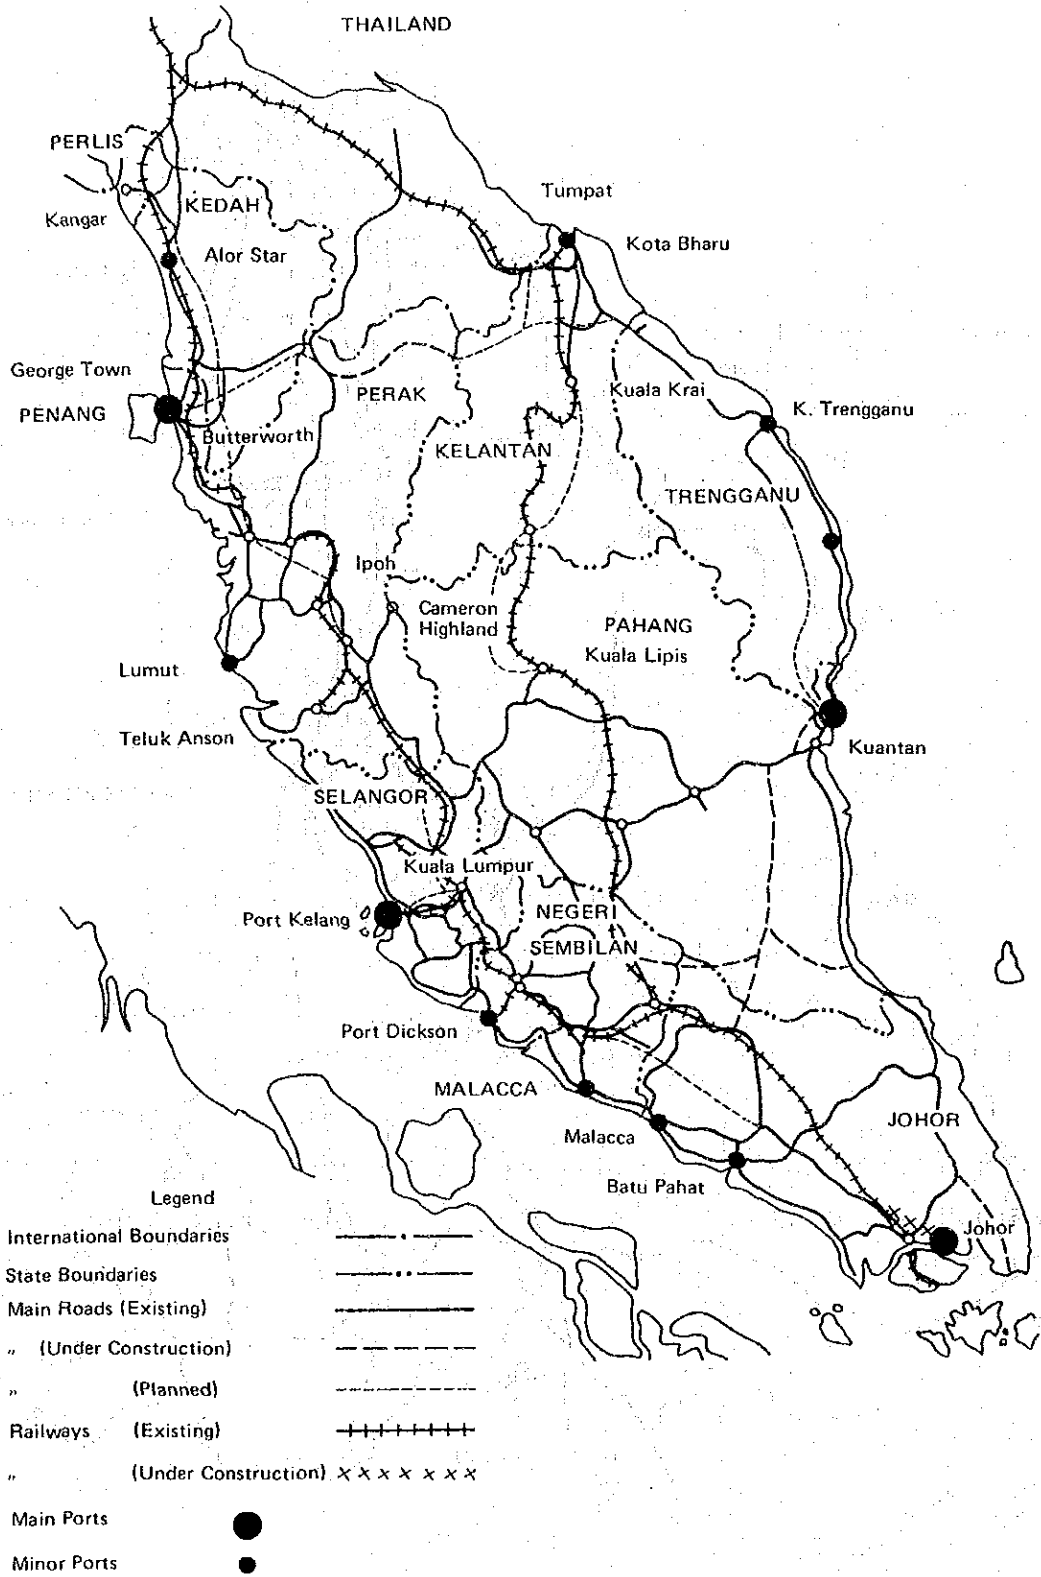 THAILAND
PERLIS
Tumpat
KEDAH
Kangar
Kota Bharu
Alor Star
George Town
PERAK
Kuala Krai
PENANG
K. Trengganu
Butterworth
KELANTAN
TRENGGANU
Ipoh
Cameron
Highland
PAHANG
Kuala Lipis
Lumut
Teluk Anson
Kuantan
SELANGOR
Kuala Lumpur
Port Kelang
NEGERI
SEMBILAN
Port Dickson
MALACCA
JOHOR
Malacca
Batu Pahat
Johor
Legend
International Boundaries
State Boundaries
Main Roads (Existing)
„ (Under Construction)
„ (Planned)
Railways (Existing)
„ (Under Construction)
Main Ports
Minor Ports